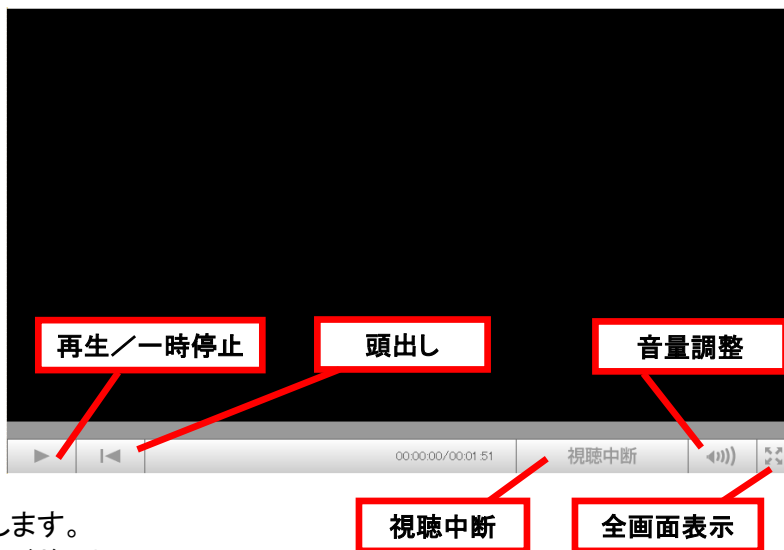 再生／一時停止
頭出し
音量調整
00:00:00/00:01:51
視聴中断
視聴中断
全画面表示
します。